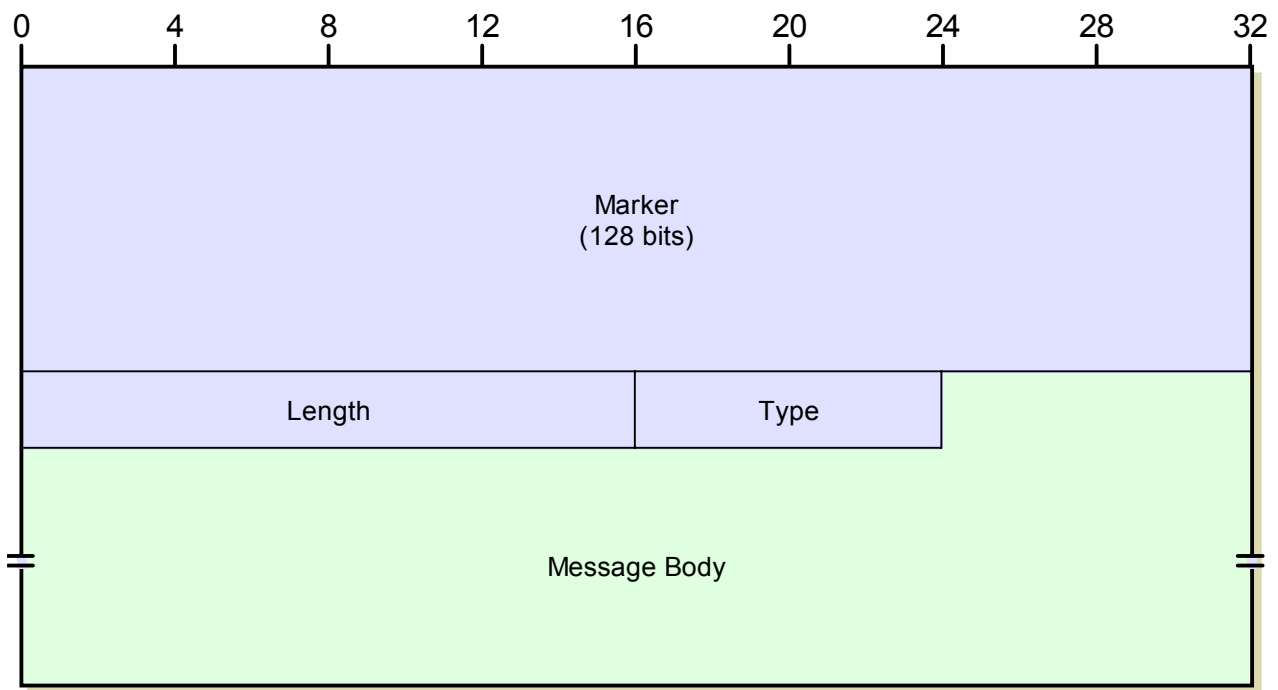 0 4 8 12 16 20 24 28 32
Marker
(128 bits)
Length Type
Message Body